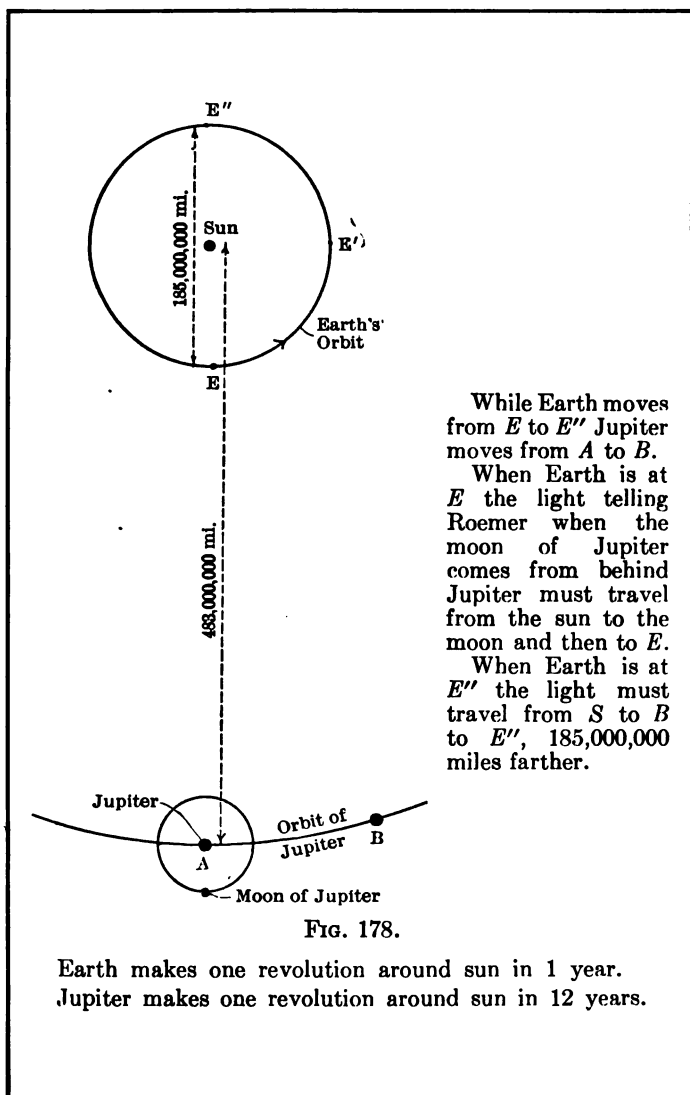 E″
185,000,000 mi.
Sun
E′
Earth's
Orbit
E
483,000,000 mi.
While Earth moves
from E to E″ Jupiter
moves from A to B.
When Earth is at
E the light telling
Roemer when the
moon of Jupiter
comes from behind
Jupiter must travel
from the sun to the
moon and then to E.
When Earth is at
E″ the light must
travel from S to B
to E″, 185,000,000
miles farther.
Jupiter
Orbit of
Jupiter
B
A
Moon of Jupiter
FIG. 178.
Earth makes one revolution around sun in 1 year.
Jupiter makes one revolution around sun in 12 years.